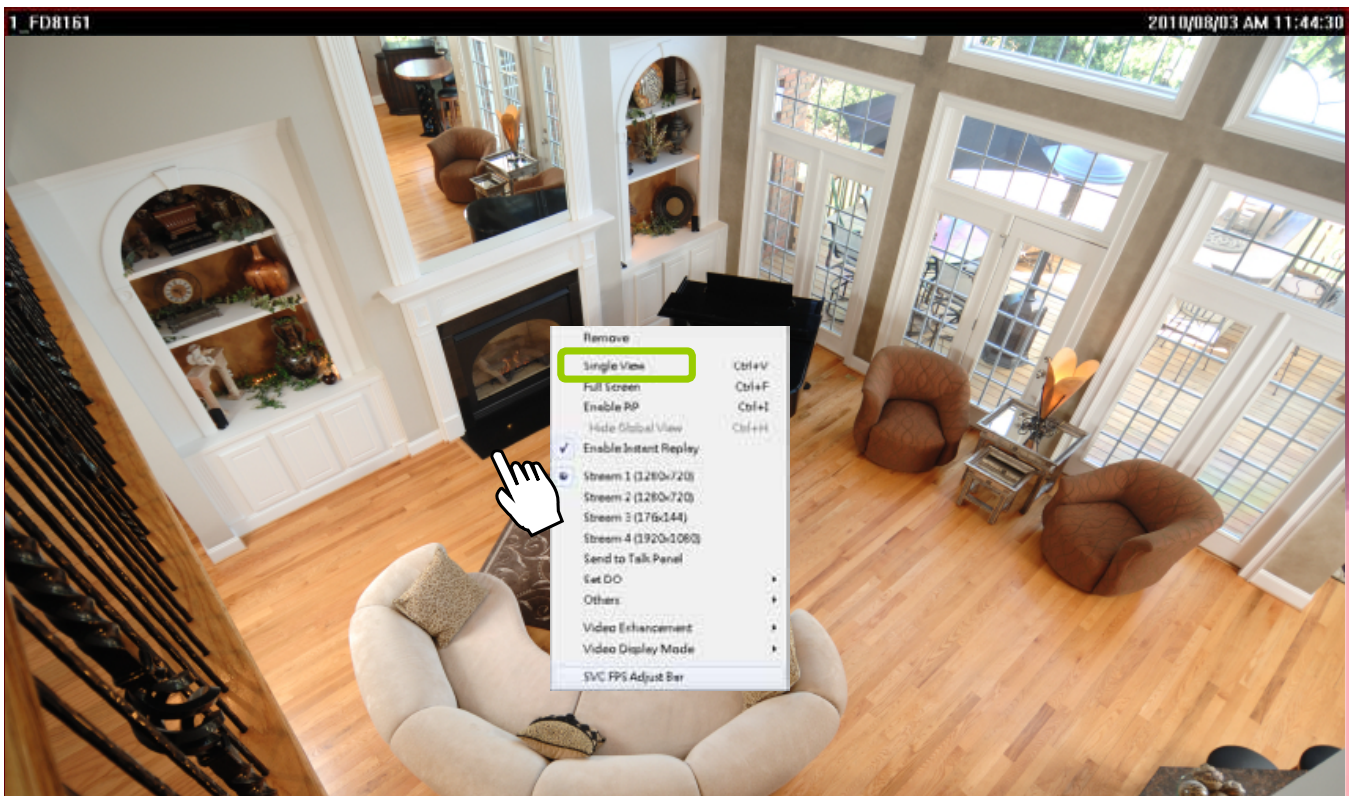 1_FD8161 2010/08/03 AM 11:44:30
Remove
Single View Ctrl+V
Full Screen Ctrl+F
Enable PiP Ctrl+I
Hide Global View Ctrl+H
✓ Enable Instant Replay
Stream 1 (1280x720)
Stream 2 (1280x720)
Stream 3 (176x144)
Stream 4 (1920x1080)
Send to Talk Panel
Set DO
Others
Video Enhancement
Video Display Mode
SVC FPS Adjust Bar